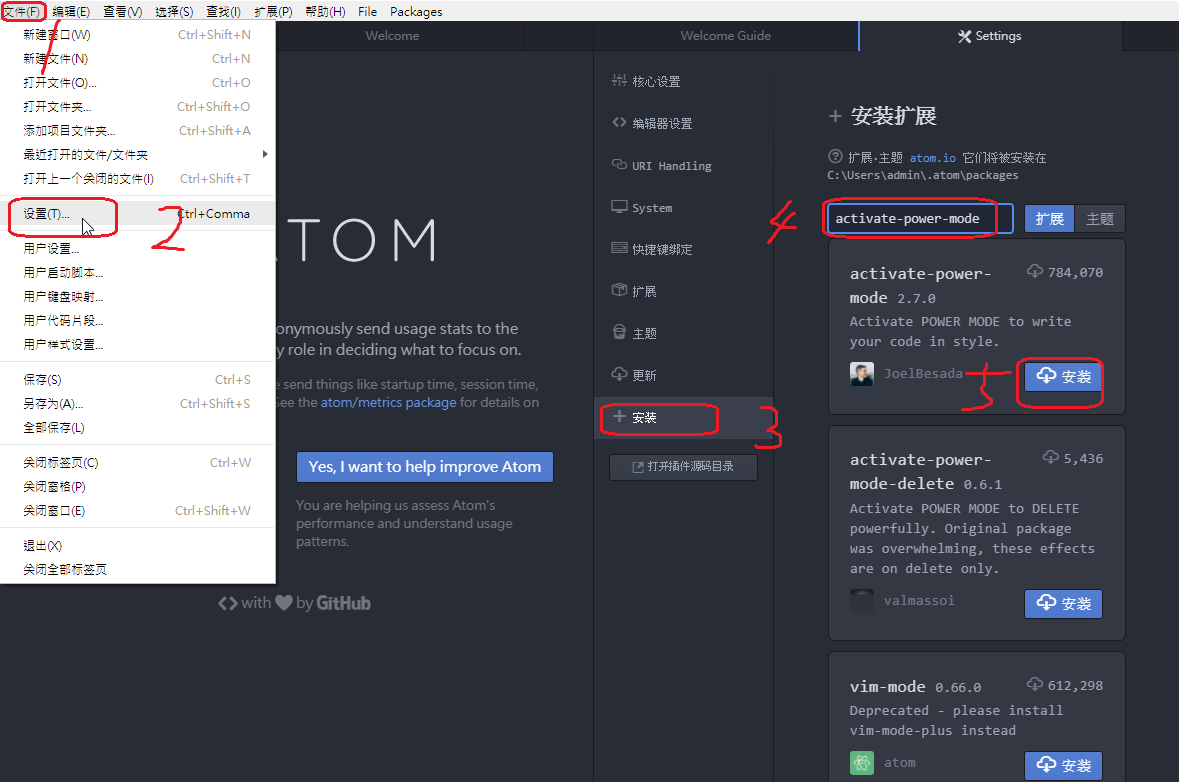 文件(F) 编辑(E) 查看(V) 选择(S) 查找(I) 扩展(P) 帮助(H) File Packages
新建窗口(W) Ctrl+Shift+N
新建文件(N) Ctrl+N
打开文件(O)... Ctrl+O
打开文件夹... Ctrl+Shift+O
添加项目文件夹... Ctrl+Shift+A
最近打开的文件/文件夹
打开上一个关闭的文件(I) Ctrl+Shift+T
设置(T)... Ctrl+Comma
用户设置...
用户启动脚本...
用户键盘映射...
用户代码片段...
用户样式设置...
保存(S) Ctrl+S
另存为(A)... Ctrl+Shift+S
全部保存(L)
关闭标签页(C) Ctrl+W
关闭窗格(P)
关闭窗口(E) Ctrl+Shift+W
退出(X)
关闭全部标签页
1
2
Welcome
TOM
onymously send usage stats to the
y role in deciding what to focus on.
e send things like startup time, session time,
See the atom/metrics package for details on
Yes, I want to help improve Atom
You are helping us assess Atom's
performance and understand usage
patterns.
with by GitHub
Welcome Guide
Settings
核心设置
编辑器设置
URI Handling
System
快捷键绑定
扩展
主题
更新
安装
3
打开插件源码目录
安装扩展
扩展·主题 atom.io 它们将被安装在
C:\Users\admin\.atom\packages
4
activate-power-mode 扩展 主题
activate-power-
mode 2.7.0 784,070
Activate POWER MODE to write
your code in style.
JoelBesada 5 安装
activate-power-
mode-delete 0.6.1 5,436
Activate POWER MODE to DELETE
powerfully. Original package
was overwhelming, these effects
are on delete only.
valmassoi 安装
vim-mode 0.66.0 612,298
Deprecated - please install
vim-mode-plus instead
atom 安装